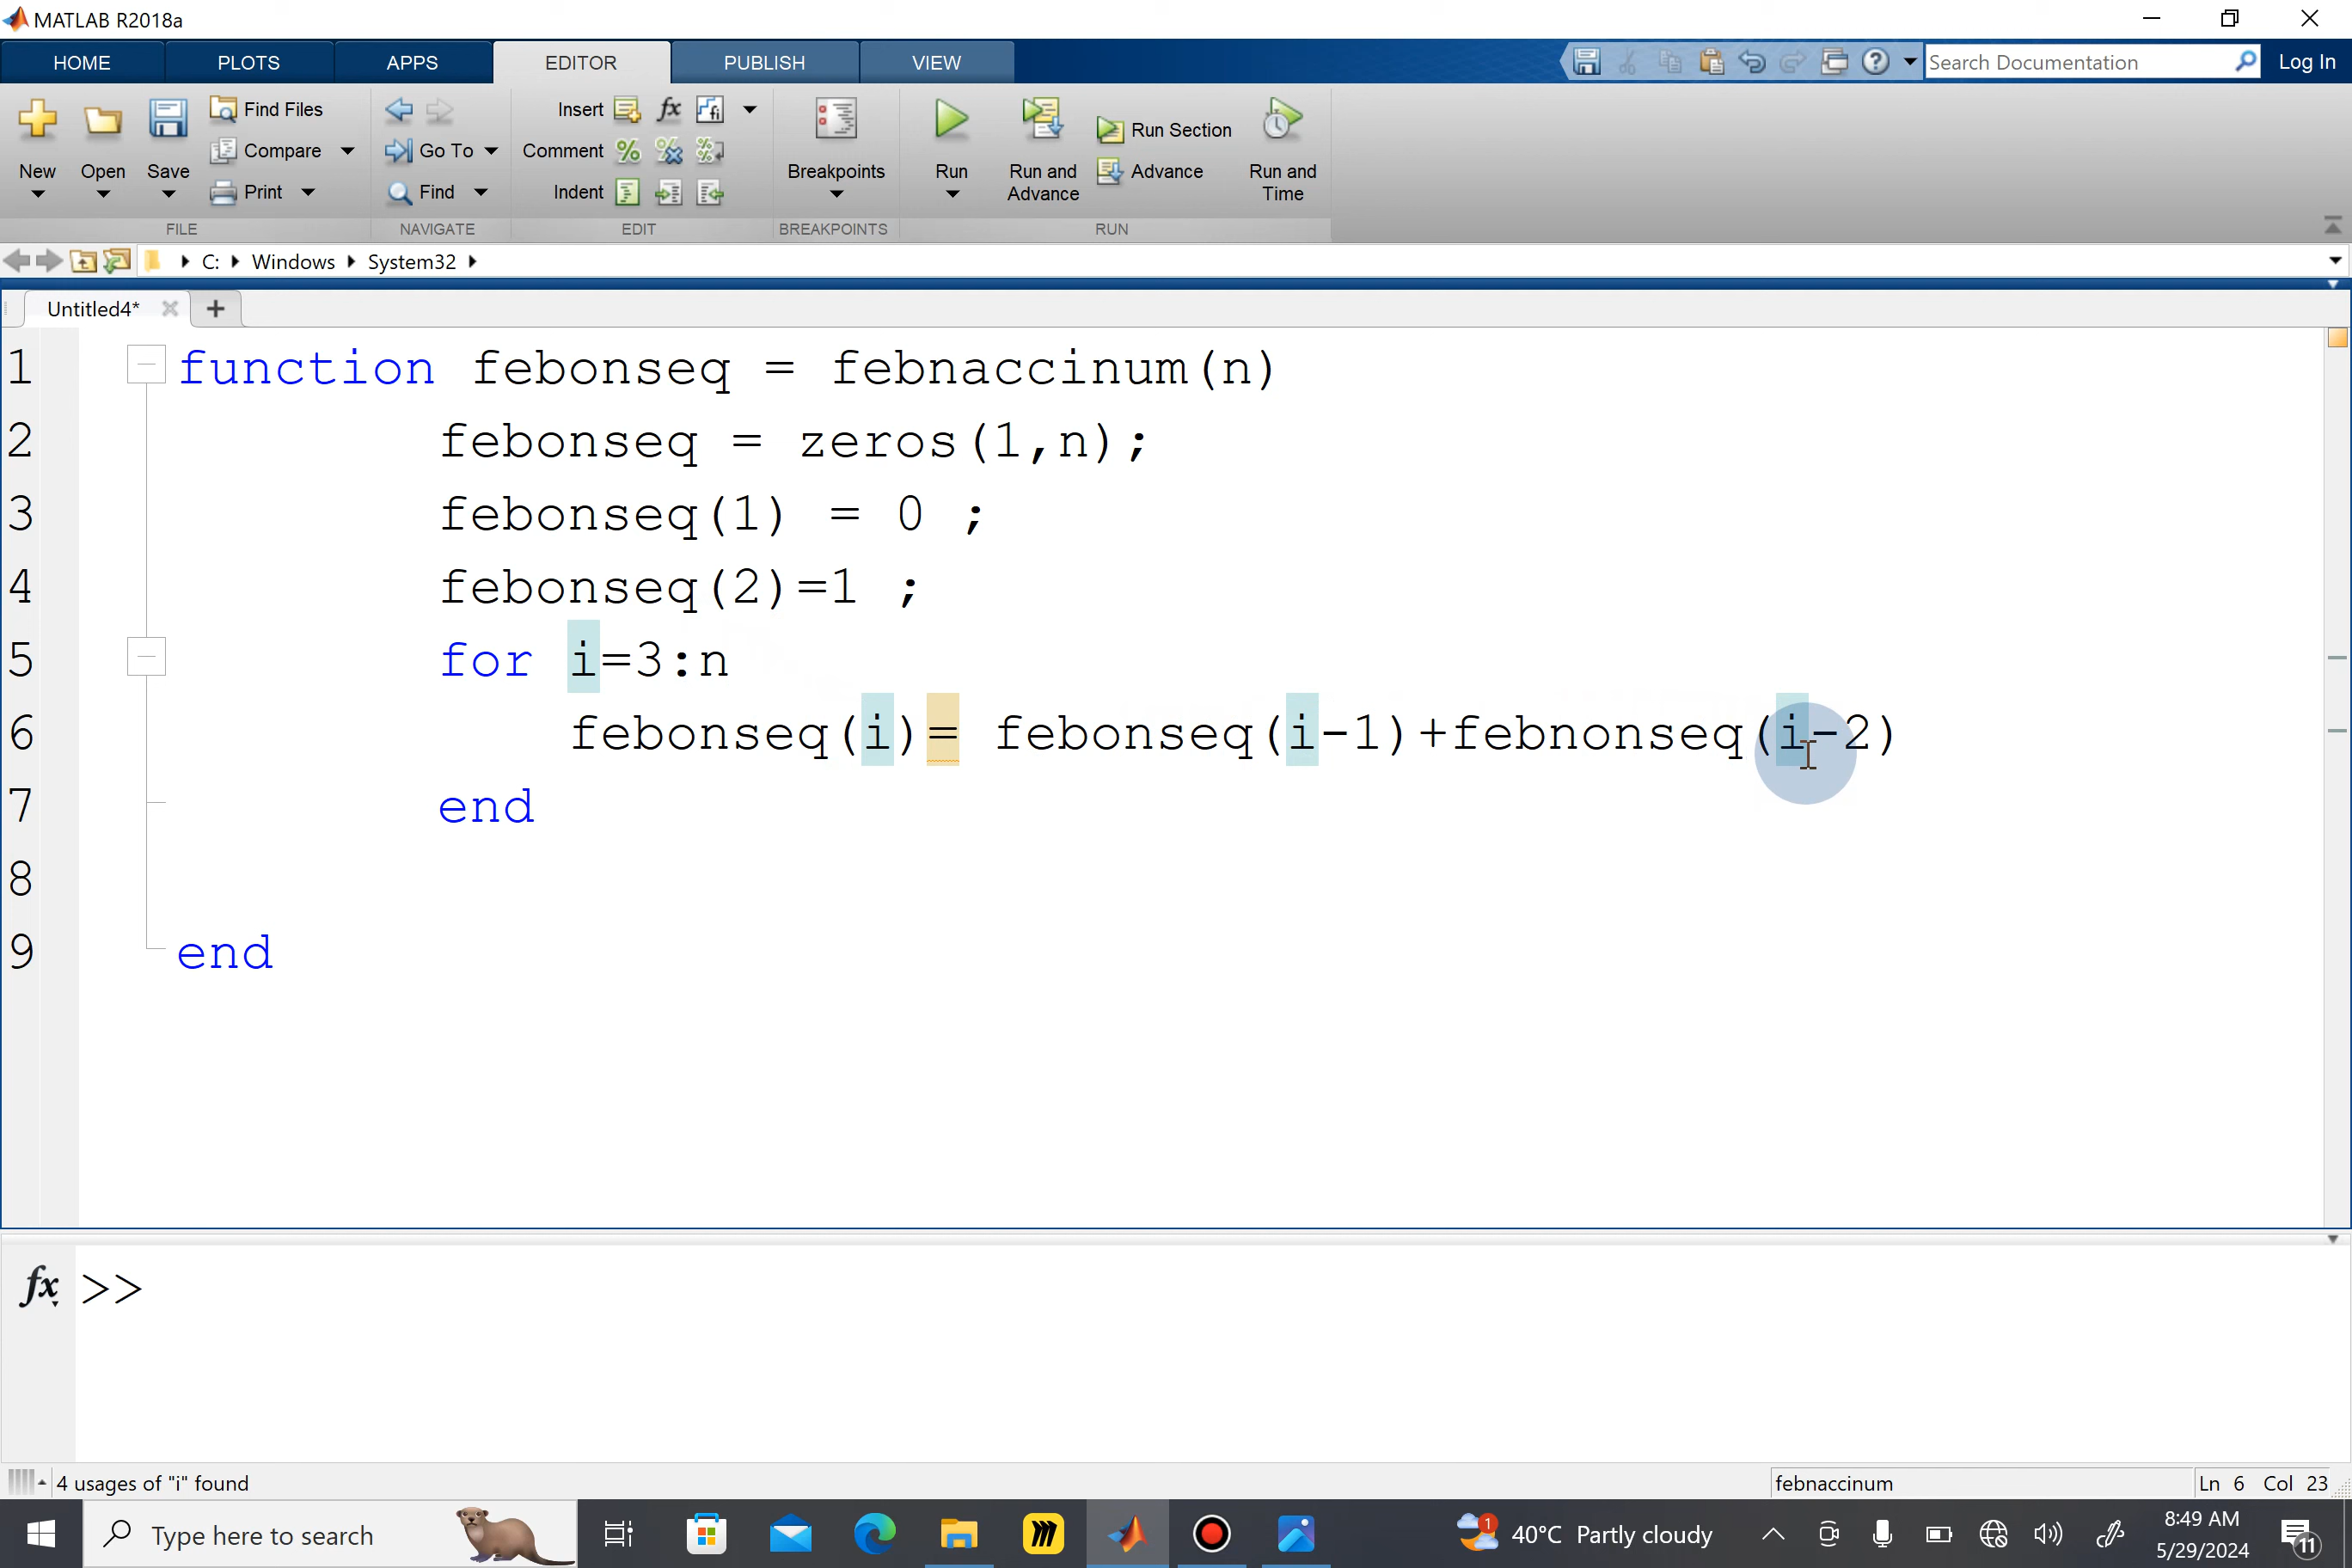 MATLAB R2018a
HOME PLOTS APPS EDITOR PUBLISH VIEW Search Documentation Log In
New Open Save Find Files Compare Print
Go To Find
Insert fx fi
Comment
Indent
Breakpoints
Run Run and Advance Run Section Advance Run and Time
FILE NAVIGATE EDIT BREAKPOINTS RUN
C: Windows System32
Untitled4*
1 function febonseq = febnaccinum(n)
2 febonseq = zeros(1,n);
3 febonseq(1) = 0 ;
4 febonseq(2)=1 ;
5 for i=3:n
6 febonseq(i)= febonseq(i-1)+febnonseq(i-2)
7 end
8
9 end
fx >>
4 usages of "i" found febnaccinum Ln 6 Col 23
Type here to search 1 40°C Partly cloudy 8:49 AM
5/29/2024 11